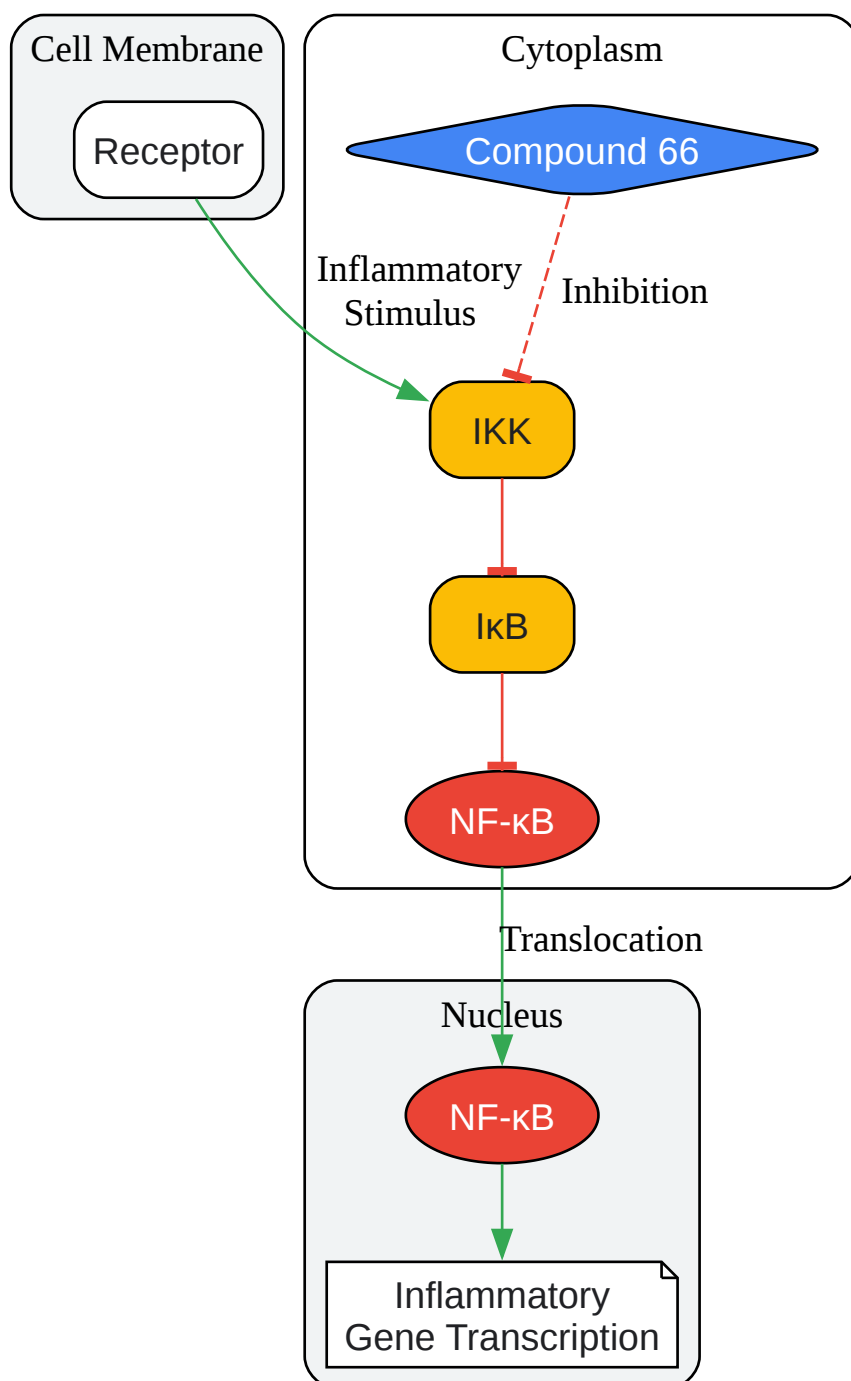 Cell Membrane
Cytoplasm
Receptor
Compound 66
Inflammatory
Stimulus
Inhibition
IKK
IκB
NF-κB
Translocation
Nucleus
NF-κB
Inflammatory
Gene Transcription